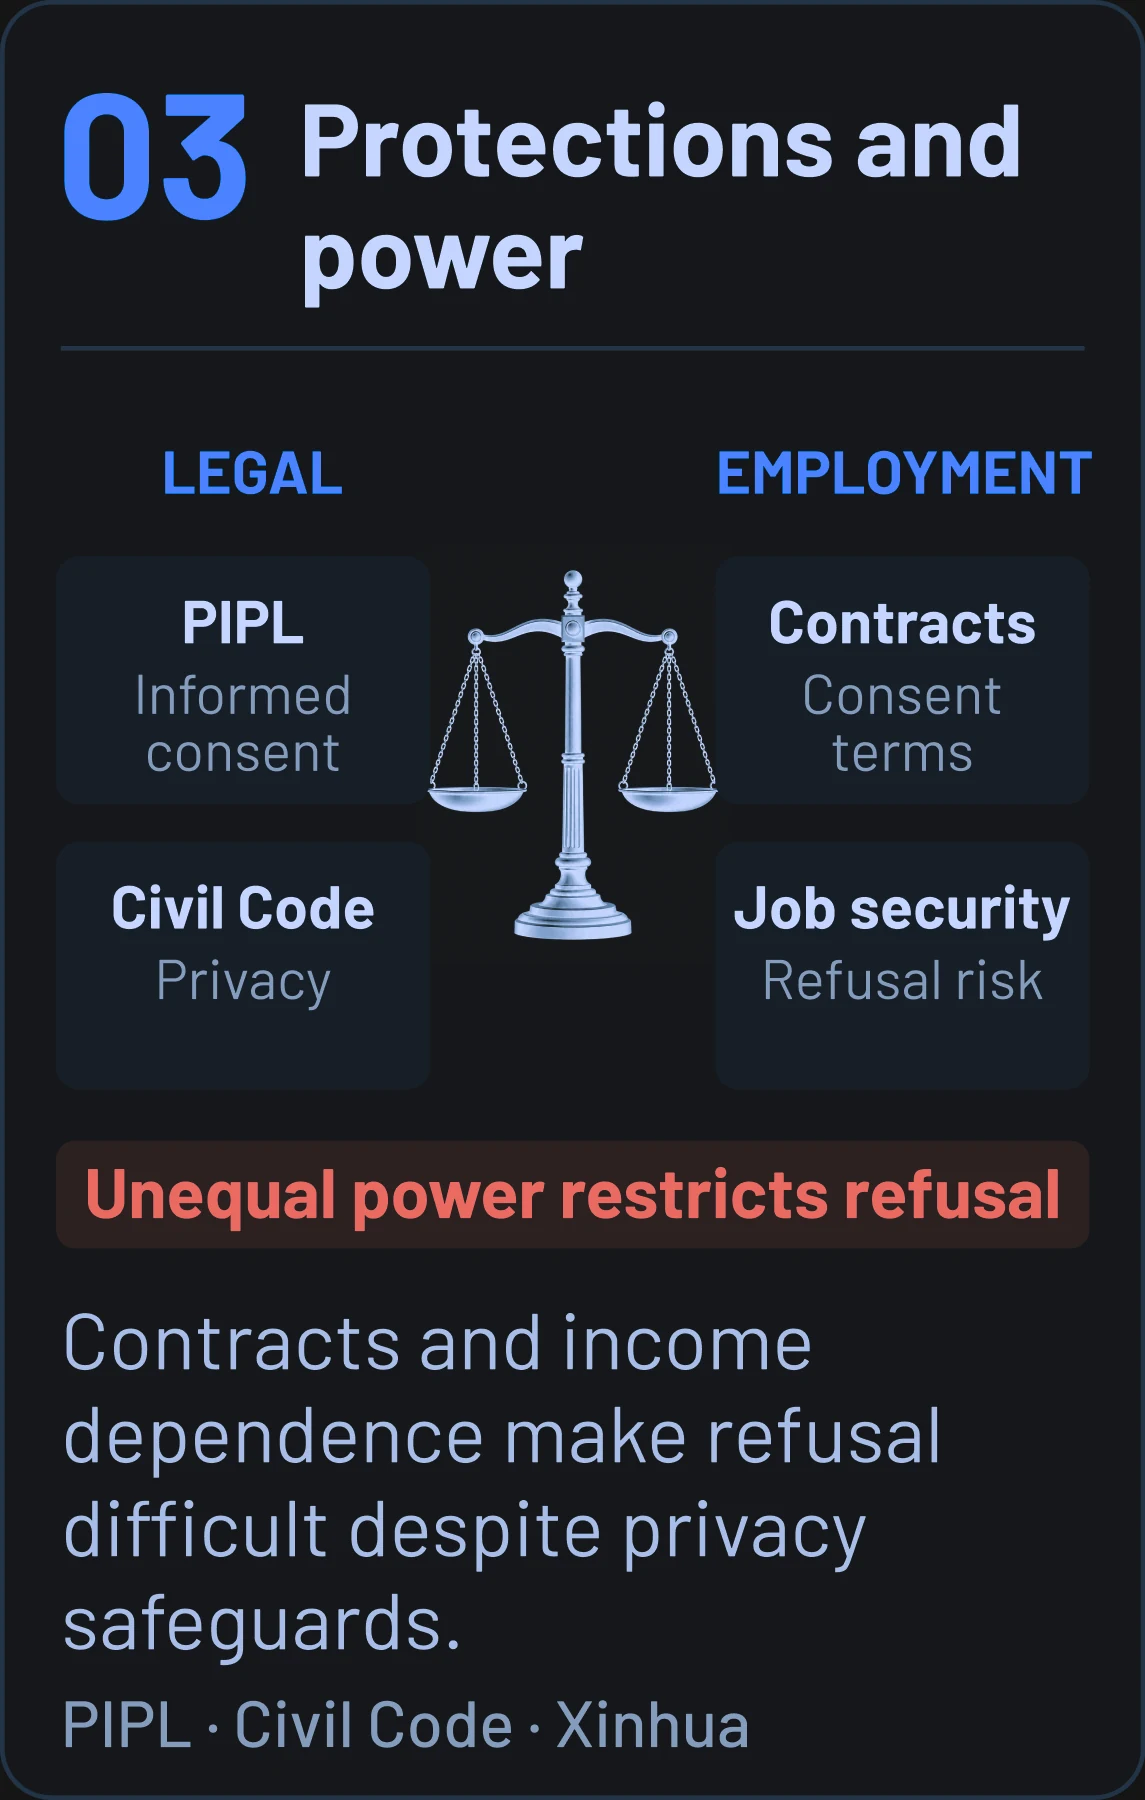 03
Protections and
power
LEGAL
EMPLOYMENT
PIPL
Informed
consent
Contracts
Consent
terms
Civil Code
Privacy
Job security
Refusal risk
Unequal power restricts refusal
Contracts and income
dependence make refusal
difficult despite privacy
safeguards.
PIPL · Civil Code · Xinhua